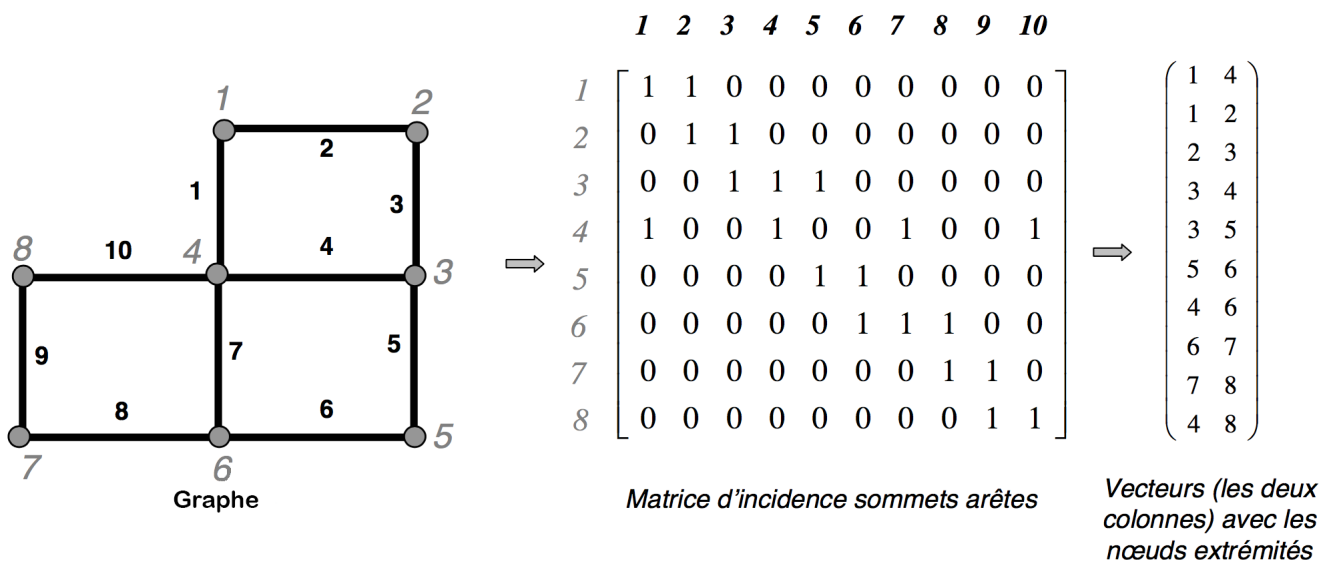 1 2
2
1
3
8 10 4 4 3
9 7 5
8 6
7 6 5
Graphe
1 2 3 4 5 6 7 8 9 10
1 1 1 0 0 0 0 0 0 0 0
2 0 1 1 0 0 0 0 0 0 0
3 0 0 1 1 1 0 0 0 0 0
4 1 0 0 1 0 0 1 0 0 1
5 0 0 0 0 1 1 0 0 0 0
6 0 0 0 0 0 1 1 1 0 0
7 0 0 0 0 0 0 0 1 1 0
8 0 0 0 0 0 0 0 0 1 1
Matrice d'incidence sommets arêtes
1 4
1 2
2 3
3 4
3 5
5 6
4 6
6 7
7 8
4 8
Vecteurs (les deux
colonnes) avec les
nœuds extrémités